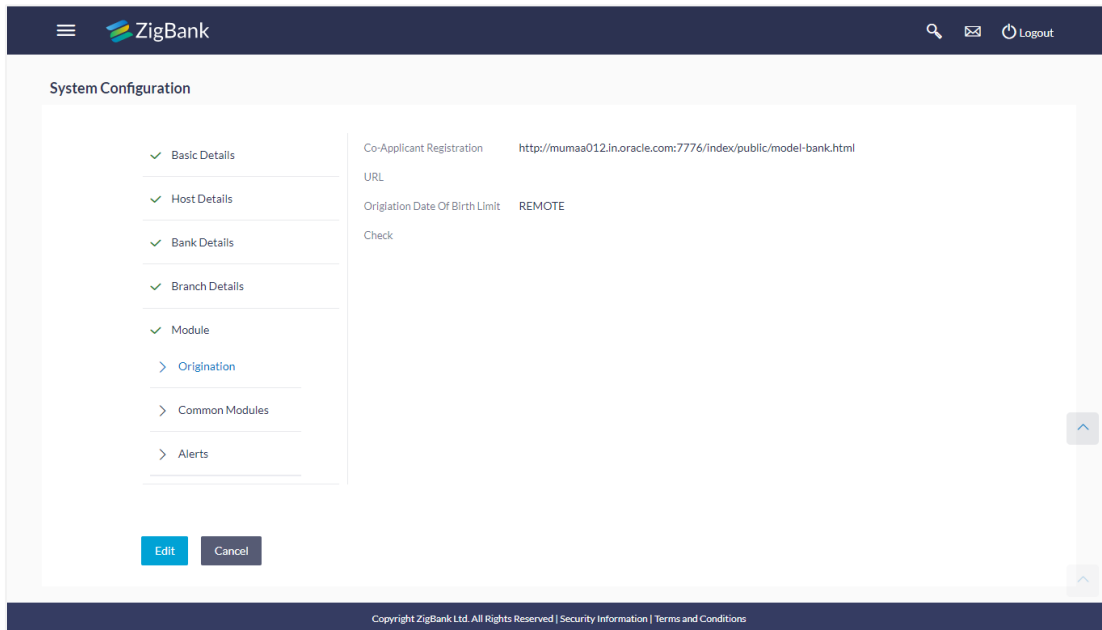 ZigBank
Logout
System Configuration
Basic Details
Host Details
Bank Details
Branch Details
Module
Origination
Common Modules
Alerts
Co-Applicant Registration http://mumaa012.in.oracle.com:7776/index/public/model-bank.html
URL
Origiation Date Of Birth Limit REMOTE
Check
Edit Cancel
Copyright ZigBank Ltd. All Rights Reserved | Security Information | Terms and Conditions